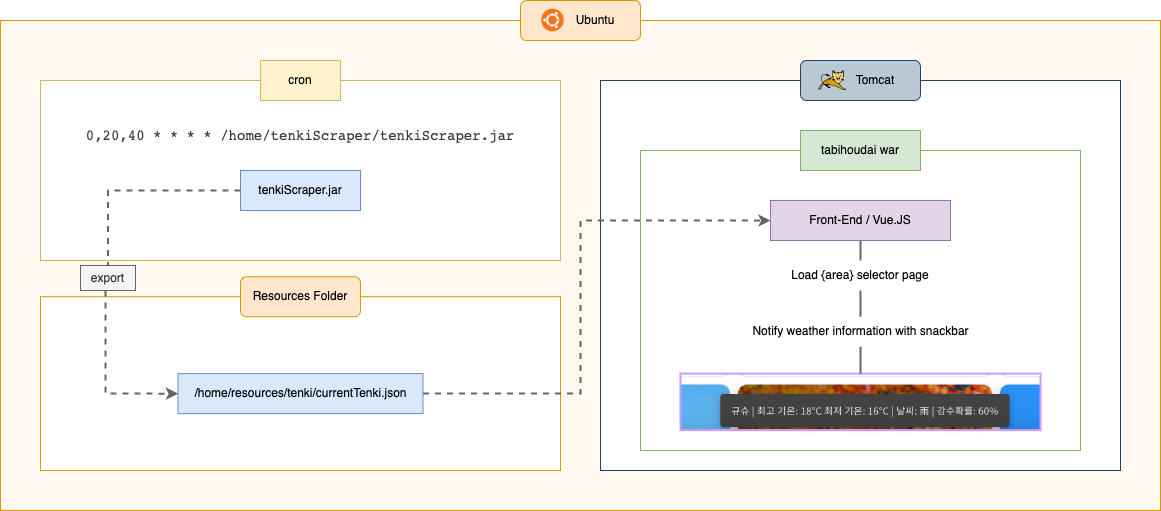 Ubuntu
cron
0,20,40 * * * * /home/tenkiScraper/tenkiScraper.jar
tenkiScraper.jar
export
Resources Folder
/home/resources/tenki/currentTenki.json
Tomcat
tabihoudai war
Front-End / Vue.JS
Load {area} selector page
Notify weather information with snackbar
규슈 | 최고 기온: 18°C 최저 기온: 16°C | 날씨: 雨 | 강수확률: 60%